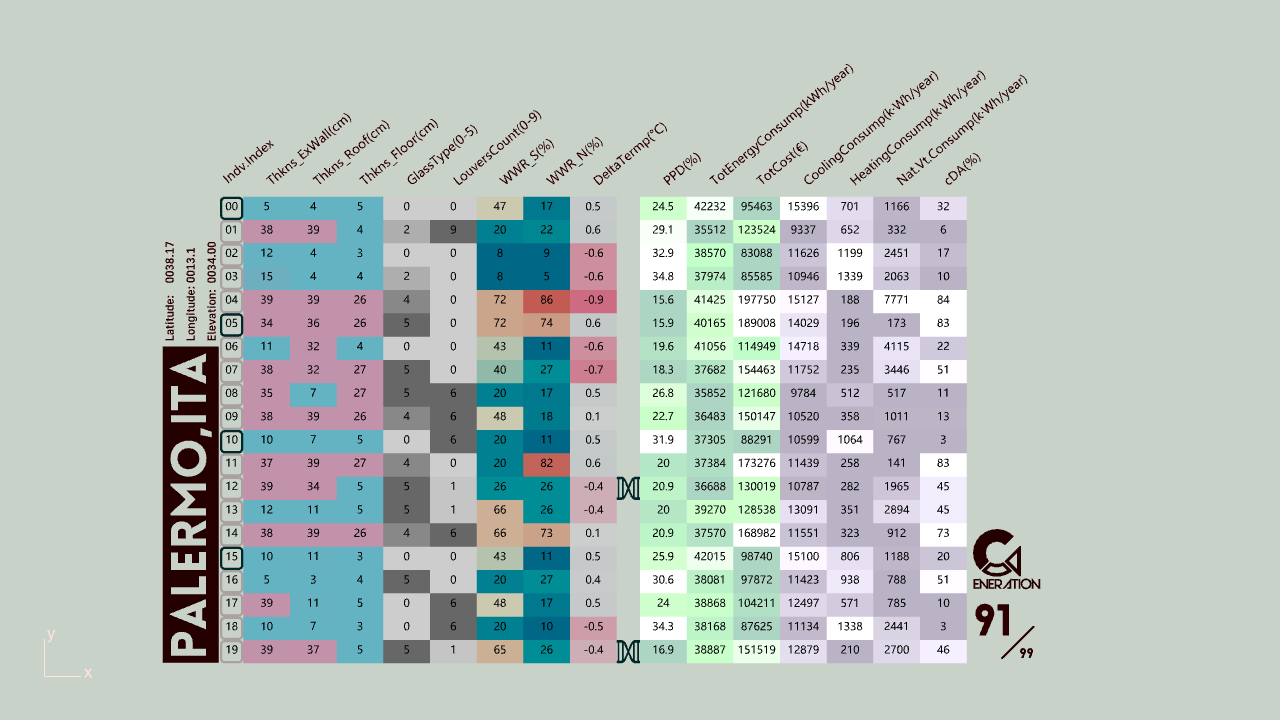 Indv.Index Thkns_ExWall(cm) Thkns_Roof(cm) Thkns_Floor(cm) GlassType(0-5) LouversCount(0-9) WWR_S(%) WWR_N(%) DeltaTermp(°C) PPD(%) TotEnergyConsump(kWh/year) TotCost(€) CoolingConsump(k·Wh/year) HeatingConsump(k·Wh/year) Nat.Vt.Consump(k·Wh/year) cDA(%)
00 5 4 5 0 0 47 17 0.5 24.5 42232 95463 15396 701 1166 32
01 38 39 4 2 9 20 22 0.6 29.1 35512 123524 9337 652 332 6
02 12 4 3 0 0 8 9 -0.6 32.9 38570 83088 11626 1199 2451 17
03 15 4 4 2 0 8 5 -0.6 34.8 37974 85585 10946 1339 2063 10
04 39 39 26 4 0 72 86 -0.9 15.6 41425 197750 15127 188 7771 84
05 34 36 26 5 0 72 74 0.6 15.9 40165 189008 14029 196 173 83
06 11 32 4 0 0 43 11 -0.6 19.6 41056 114949 14718 339 4115 22
07 38 32 27 5 0 40 27 -0.7 18.3 37682 154463 11752 235 3446 51
08 35 7 27 5 6 20 17 0.5 26.8 35852 121680 9784 512 517 11
09 38 39 26 4 6 48 18 0.1 22.7 36483 150147 10520 358 1011 13
10 10 7 5 0 6 20 11 0.5 31.9 37305 88291 10599 1064 767 3
11 37 39 27 4 0 20 82 0.6 20 37384 173276 11439 258 141 83
12 39 34 5 5 1 26 26 -0.4 20.9 36688 130019 10787 282 1965 45
13 12 11 5 5 1 66 26 -0.4 20 39270 128538 13091 351 2894 45
14 38 39 26 4 6 66 73 0.1 20.9 37570 168982 11551 323 912 73
15 10 11 3 0 0 43 11 0.5 25.9 42015 98740 15100 806 1188 20
16 5 3 4 5 0 20 27 0.4 30.6 38081 97872 11423 938 788 51
17 39 11 5 0 6 48 17 0.5 24 38868 104211 12497 571 785 10
18 10 7 3 0 6 20 10 -0.5 34.3 38168 87625 11134 1338 2441 3
19 39 37 5 5 1 65 26 -0.4 16.9 38887 151519 12879 210 2700 46
Latitude: 0038.17
Longitude: 0013.1
Elevation: 0034.00
PALERMO,ITA
GENERATION
91/99
y
x